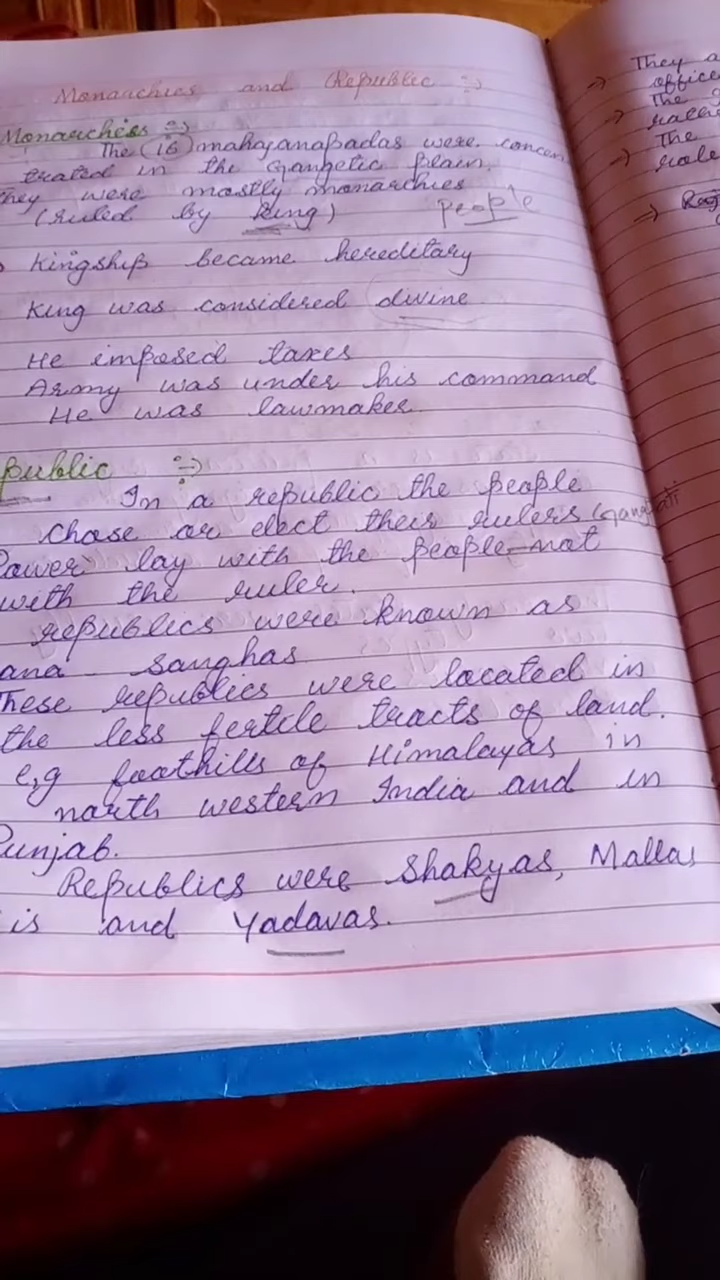 Monarchies and Republic :-)
Monarchies :-)
The (16) mahajanapadas were concen
trated in the Gangetic plain.
They were mostly monarchies
(ruled by King) people
Kingship became hereditary
King was considered divine
He imposed taxes
Army was under his command
He was lawmaker.
public :-)
In a republic the people
chose or elect their rulers
Power lay with the people not
with the ruler.
republics were known as
ana sanghas
These republics were located in
the less fertile tracts of land.
e,g foothills of Himalayas in
north western India and in
Punjab.
Republics were Shakyas, Mallas
is and Yadavas.
They a
office
The
The
role